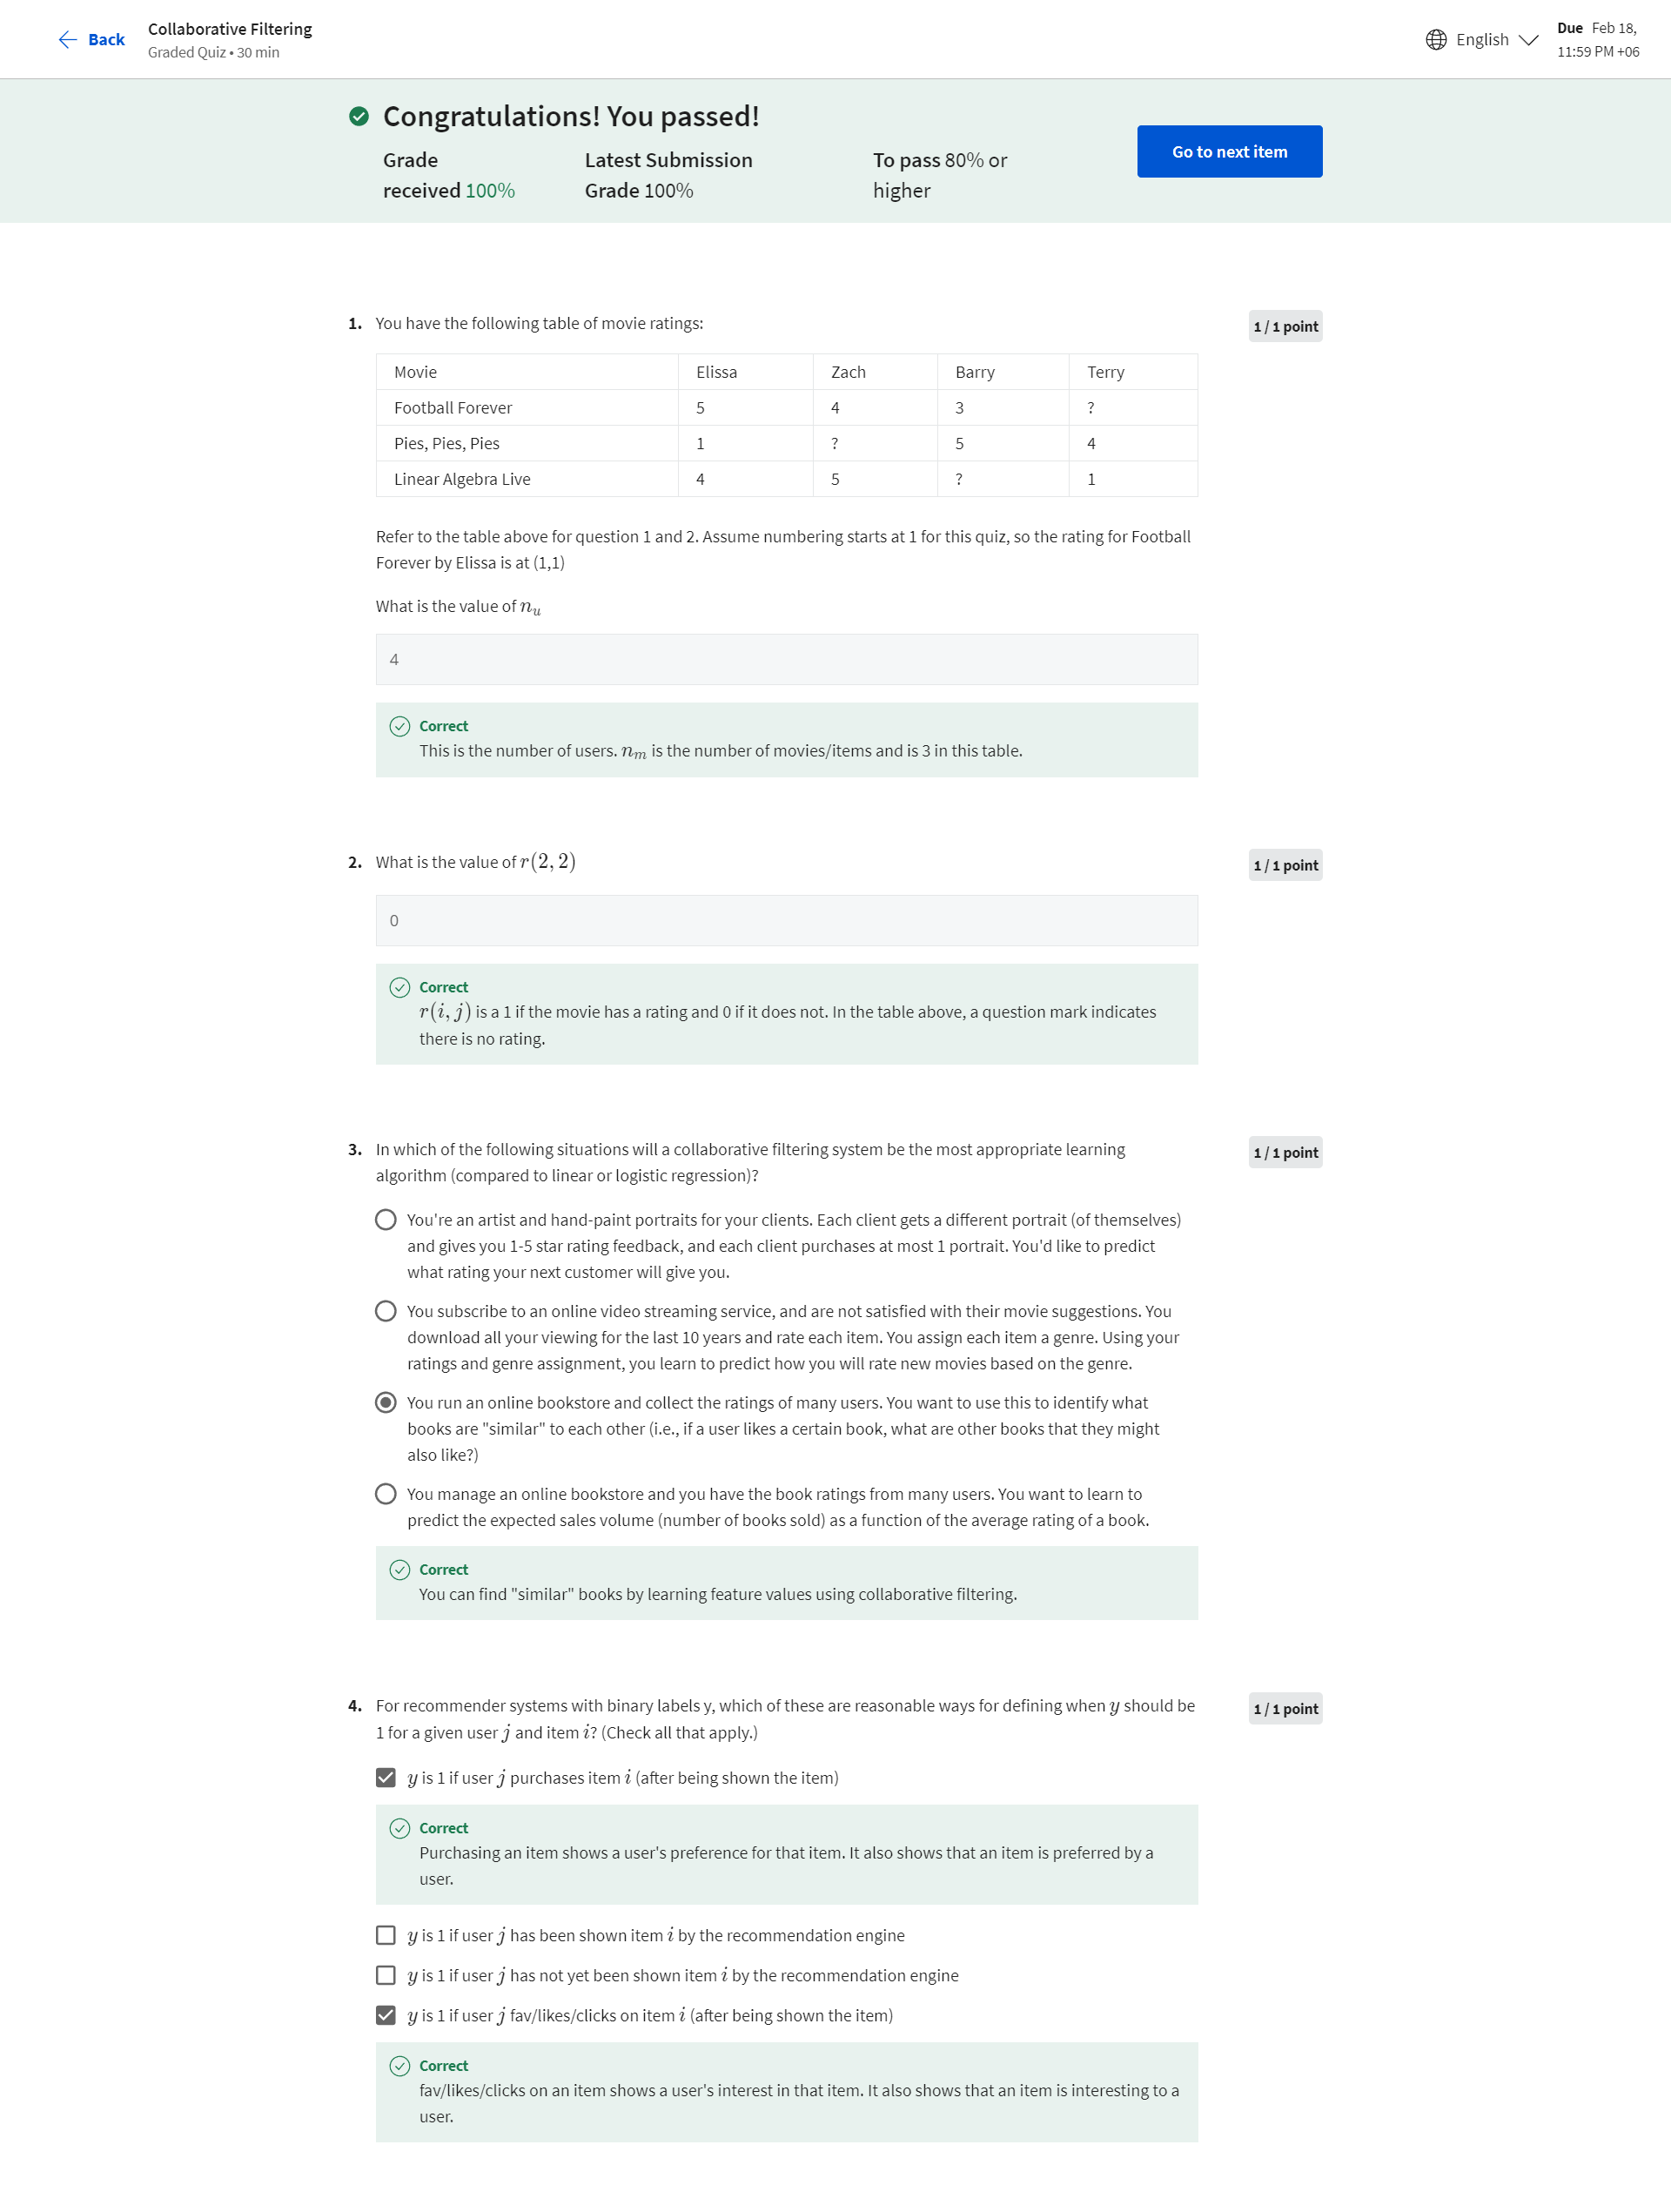 Back
Collaborative Filtering
Graded Quiz • 30 min
English
Due Feb 18,
11:59 PM +06
Congratulations! You passed!
Grade
received 100%
Latest Submission
Grade 100%
To pass 80% or
higher
Go to next item
1. You have the following table of movie ratings:
1 / 1 point
Movie Elissa Zach Barry Terry
Football Forever 5 4 3 ?
Pies, Pies, Pies 1 ? 5 4
Linear Algebra Live 4 5 ? 1
Refer to the table above for question 1 and 2. Assume numbering starts at 1 for this quiz, so the rating for Football
Forever by Elissa is at (1,1)
What is the value of n_u
4
Correct
This is the number of users. n_m is the number of movies/items and is 3 in this table.
2. What is the value of r(2, 2)
1 / 1 point
0
Correct
r(i, j) is a 1 if the movie has a rating and 0 if it does not. In the table above, a question mark indicates
there is no rating.
3. In which of the following situations will a collaborative filtering system be the most appropriate learning
algorithm (compared to linear or logistic regression)?
1 / 1 point
You're an artist and hand-paint portraits for your clients. Each client gets a different portrait (of themselves)
and gives you 1-5 star rating feedback, and each client purchases at most 1 portrait. You'd like to predict
what rating your next customer will give you.
You subscribe to an online video streaming service, and are not satisfied with their movie suggestions. You
download all your viewing for the last 10 years and rate each item. You assign each item a genre. Using your
ratings and genre assignment, you learn to predict how you will rate new movies based on the genre.
You run an online bookstore and collect the ratings of many users. You want to use this to identify what
books are "similar" to each other (i.e., if a user likes a certain book, what are other books that they might
also like?)
You manage an online bookstore and you have the book ratings from many users. You want to learn to
predict the expected sales volume (number of books sold) as a function of the average rating of a book.
Correct
You can find "similar" books by learning feature values using collaborative filtering.
4. For recommender systems with binary labels y, which of these are reasonable ways for defining when y should be
1 for a given user j and item i? (Check all that apply.)
1 / 1 point
y is 1 if user j purchases item i (after being shown the item)
Correct
Purchasing an item shows a user's preference for that item. It also shows that an item is preferred by a
user.
y is 1 if user j has been shown item i by the recommendation engine
y is 1 if user j has not yet been shown item i by the recommendation engine
y is 1 if user j fav/likes/clicks on item i (after being shown the item)
Correct
fav/likes/clicks on an item shows a user's interest in that item. It also shows that an item is interesting to a
user.